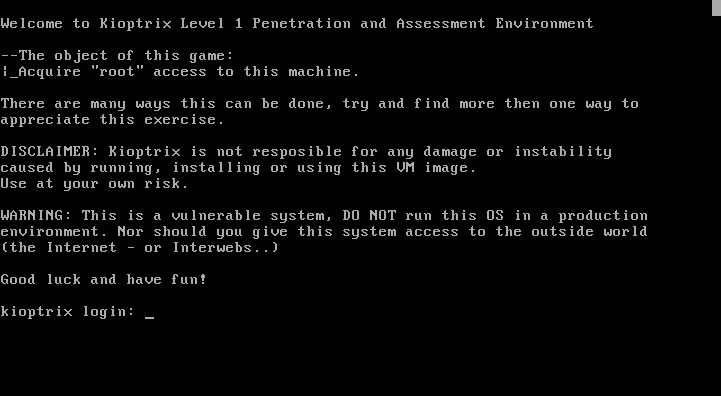 Welcome to Kioptrix Level 1 Penetration and Assessment Environment
--The object of this game:
|_Acquire "root" access to this machine.
There are many ways this can be done, try and find more then one way to
appreciate this exercise.
DISCLAIMER: Kioptrix is not resposible for any damage or instability
caused by running, installing or using this VM image.
Use at your own risk.
WARNING: This is a vulnerable system, DO NOT run this OS in a production
environment. Nor should you give this system access to the outside world
(the Internet - or Interwebs..)
Good luck and have fun!
kioptrix login: _